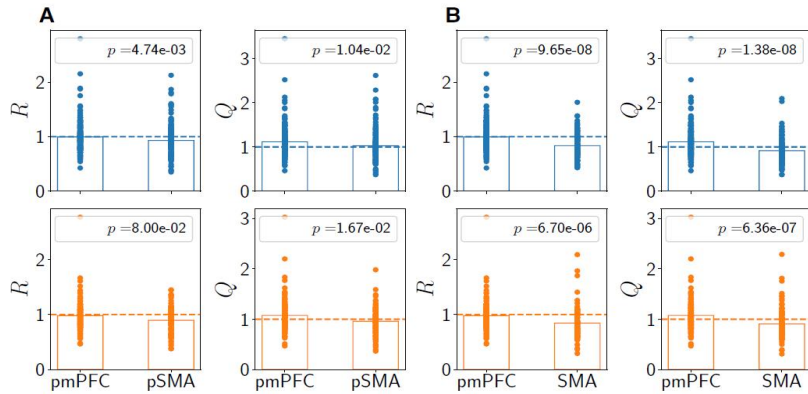 A B
p =4.74e-03
p =1.04e-02
p =9.65e-08
p =1.38e-08
R
2
1
0
Q
3
2
1
0
R
2
1
0
Q
3
2
1
0
p =8.00e-02
p =1.67e-02
p =6.70e-06
p =6.36e-07
R
2
1
0
Q
3
2
1
0
R
2
1
0
Q
3
2
1
0
pmPFC pSMA pmPFC pSMA pmPFC SMA pmPFC SMA